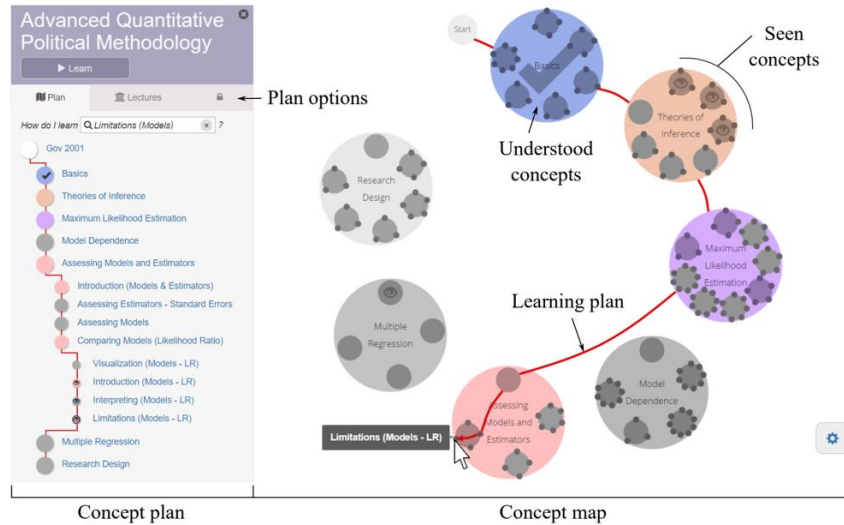 Advanced Quantitative
Political Methodology
Learn
Plan
Lectures
How do I learn Limitations (Models) ?
Gov 2001
Basics
Theories of Inference
Maximum Likelihood Estimation
Model Dependence
Assessing Models and Estimators
Introduction (Models & Estimators)
Assessing Estimators - Standard Errors
Assessing Models
Comparing Models (Likelihood Ratio)
Visualization (Models - LR)
Introduction (Models - LR)
Interpreting (Models - LR)
Limitations (Models - LR)
Multiple Regression
Research Design
Concept plan
Plan options
Start
Basics
Understood
concepts
Seen
concepts
Theories of
Inference
Research
Design
Maximum
Likelihood
Estimation
Learning plan
Multiple
Regression
Model
Dependence
Assessing
Models and
Estimators
Limitations (Models - LR)
Concept map